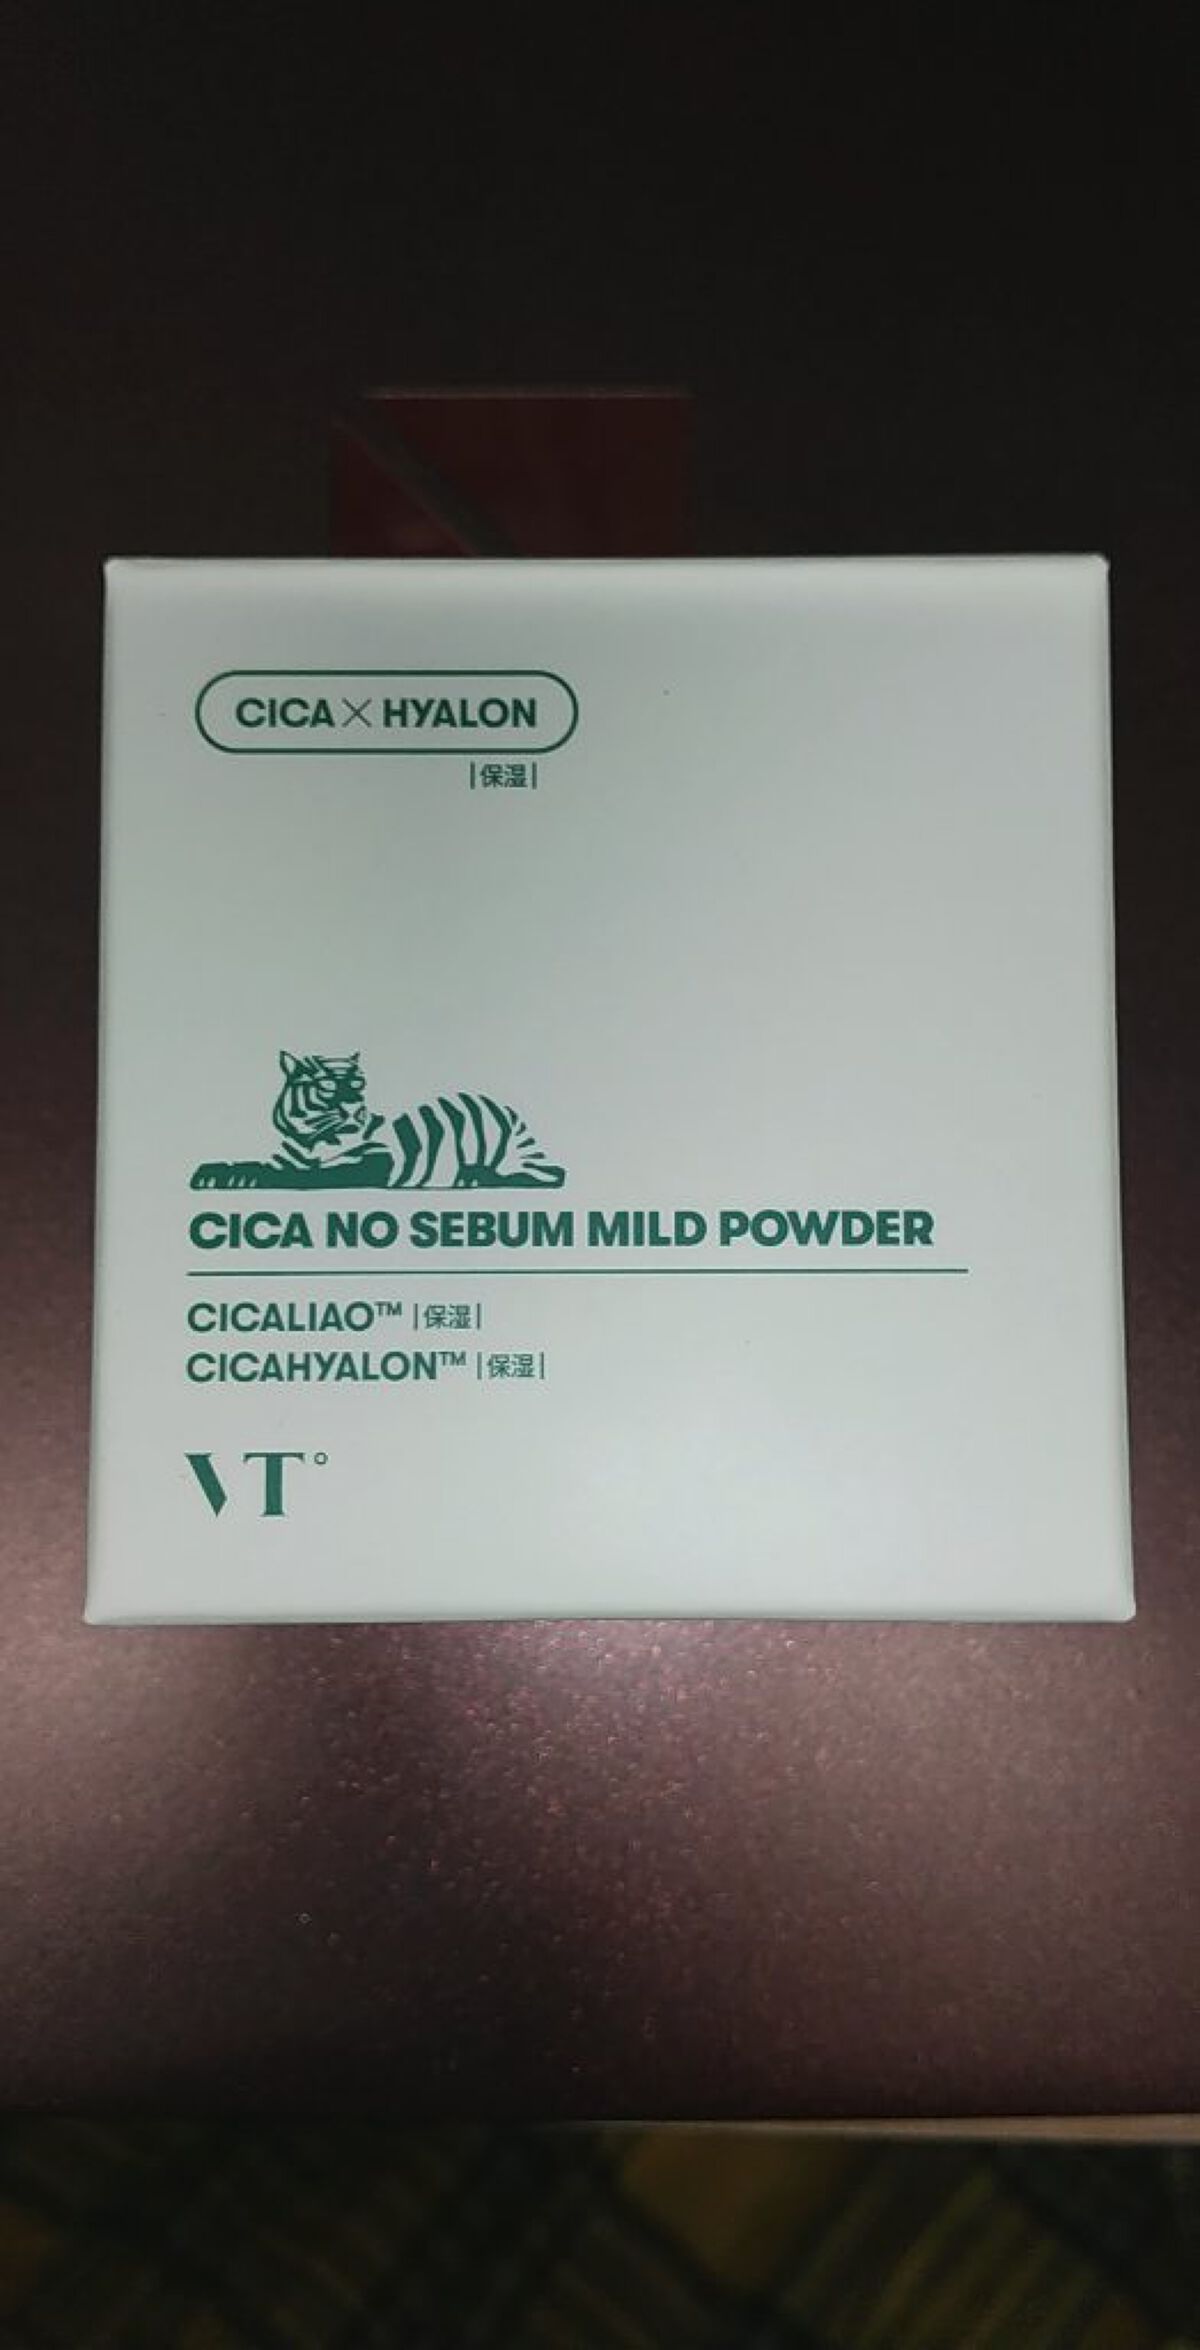 CICA×HYALON
|保湿|
CICA NO SEBUM MILD POWDER
CICALIAO™ |保湿|
CICAHYALON™ |保湿|
VT°